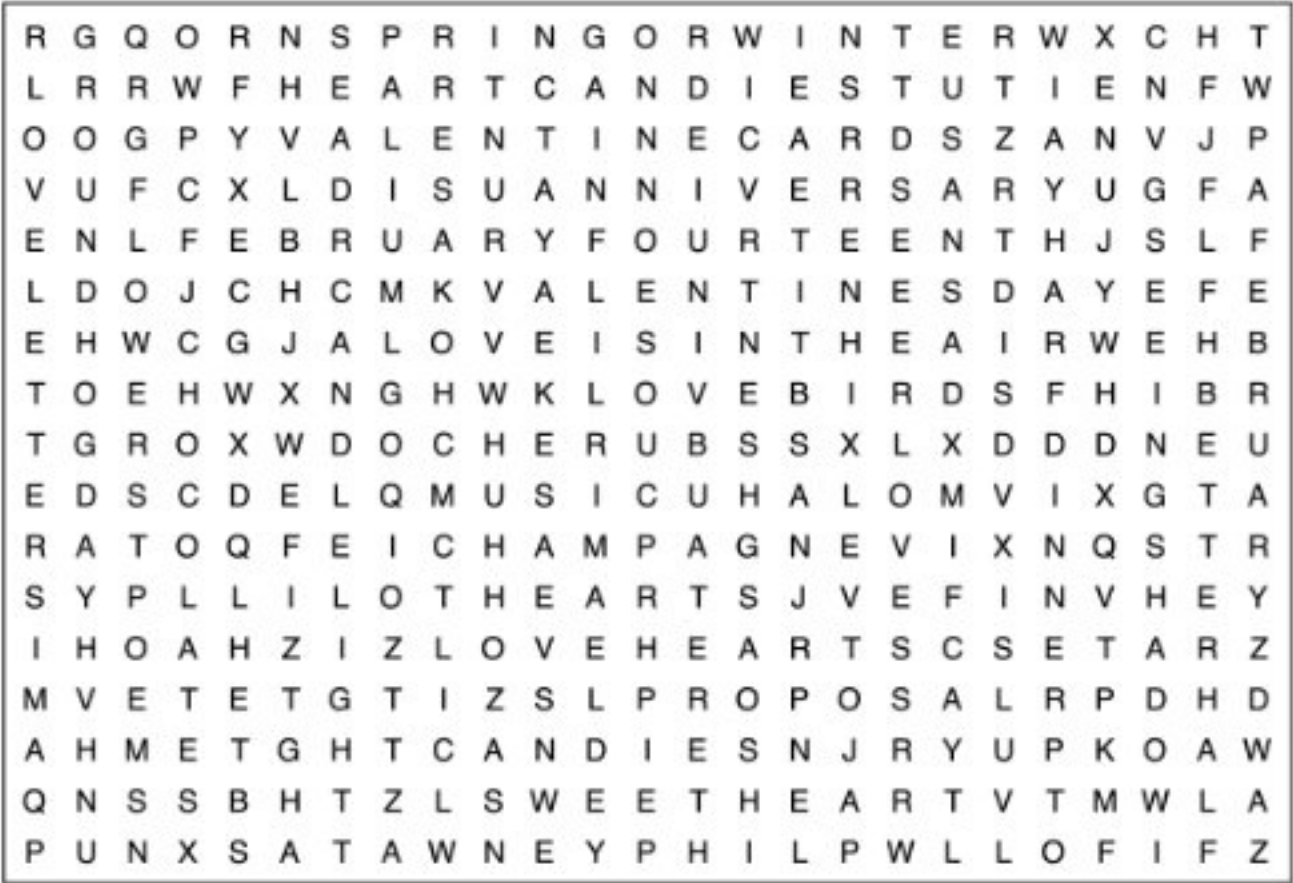 R G Q O R N S P R I N G O R W I N T E R W X C H T
L R R W F H E A R T C A N D I E S T U T I E N F W
O O G P Y V A L E N T I N E C A R D S Z A N V J P
V U F C X L D I S U A N N I V E R S A R Y U G F A
E N L F E B R U A R Y F O U R T E E N T H J S L F
L D O J C H C M K V A L E N T I N E S D A Y E F E
E H W C G J A L O V E I S I N T H E A I R W E H B
T O E H W X N G H W K L O V E B I R D S F H I B R
T G R O X W D O C H E R U B S S X L X D D D N E U
E D S C D E L Q M U S I C U H A L O M V I X G T A
R A T O Q F E I C H A M P A G N E V I X N Q S T R
S Y P L L I L O T H E A R T S J V E F I N V H E Y
I H O A H Z I Z L O V E H E A R T S C S E T A R Z
M V E T E T G T I Z S L P R O P O S A L R P D H D
A H M E T G H T C A N D I E S N J R Y U P K O A W
Q N S S B H T Z L S W E E T H E A R T V T M W L A
P U N X S A T A W N E Y P H I L P W L L O F I F Z